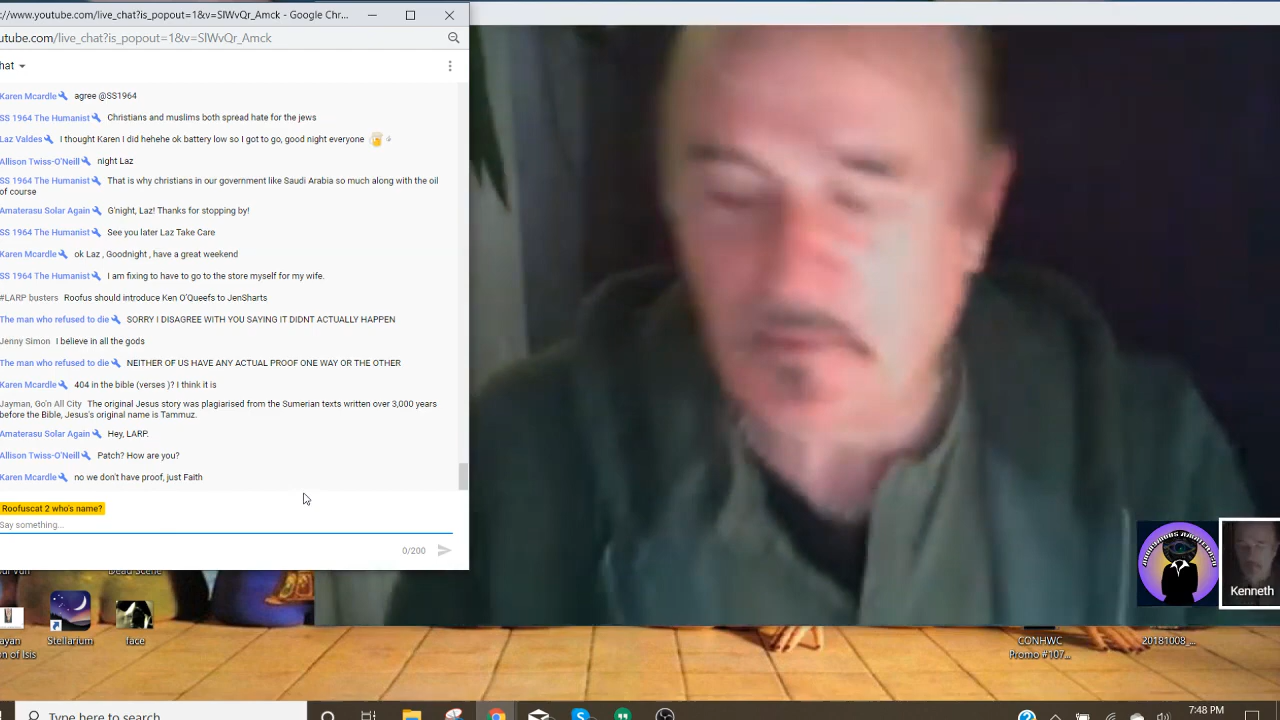 ://www.youtube.com/live_chat?is_popout=1&v=SlWvQr_Amck - Google Chr...
utube.com/live_chat?is_popout=1&v=SlWvQr_Amck
hat
Karen Mcardle agree @SS1964
SS 1964 The Humanist Christians and muslims both spread hate for the jews
Laz Valdes I thought Karen I did hehehe ok battery low so I got to go, good night everyone
Allison Twiss-O'Neill night Laz
SS 1964 The Humanist That is why christians in our government like Saudi Arabia so much along with the oil
of course
Amaterasu Solar Again G'night, Laz! Thanks for stopping by!
SS 1964 The Humanist See you later Laz Take Care
Karen Mcardle ok Laz , Goodnight , have a great weekend
SS 1964 The Humanist I am fixing to have to go to the store myself for my wife.
#LARP busters Roofus should introduce Ken O'Queefs to JenSharts
The man who refused to die SORRY I DISAGREE WITH YOU SAYING IT DIDNT ACTUALLY HAPPEN
Jenny Simon I believe in all the gods
The man who refused to die NEITHER OF US HAVE ANY ACTUAL PROOF ONE WAY OR THE OTHER
Karen Mcardle 404 in the bible (verses )? I think it is
Jayman, Go'n All City The original Jesus story was plagiarised from the Sumerian texts written over 3,000 years
before the Bible, Jesus's original name is Tammuz.
Amaterasu Solar Again Hey, LARP.
Allison Twiss-O'Neill Patch? How are you?
Karen Mcardle no we don't have proof, just Faith
Roofuscat 2 who's name?
Say something...
0/200
Kenneth
Dead Scene
ayan
on of Isis
Stellarium
face
CONHWC
Promo #107...
20181008_...
Type here to search
7:48 PM